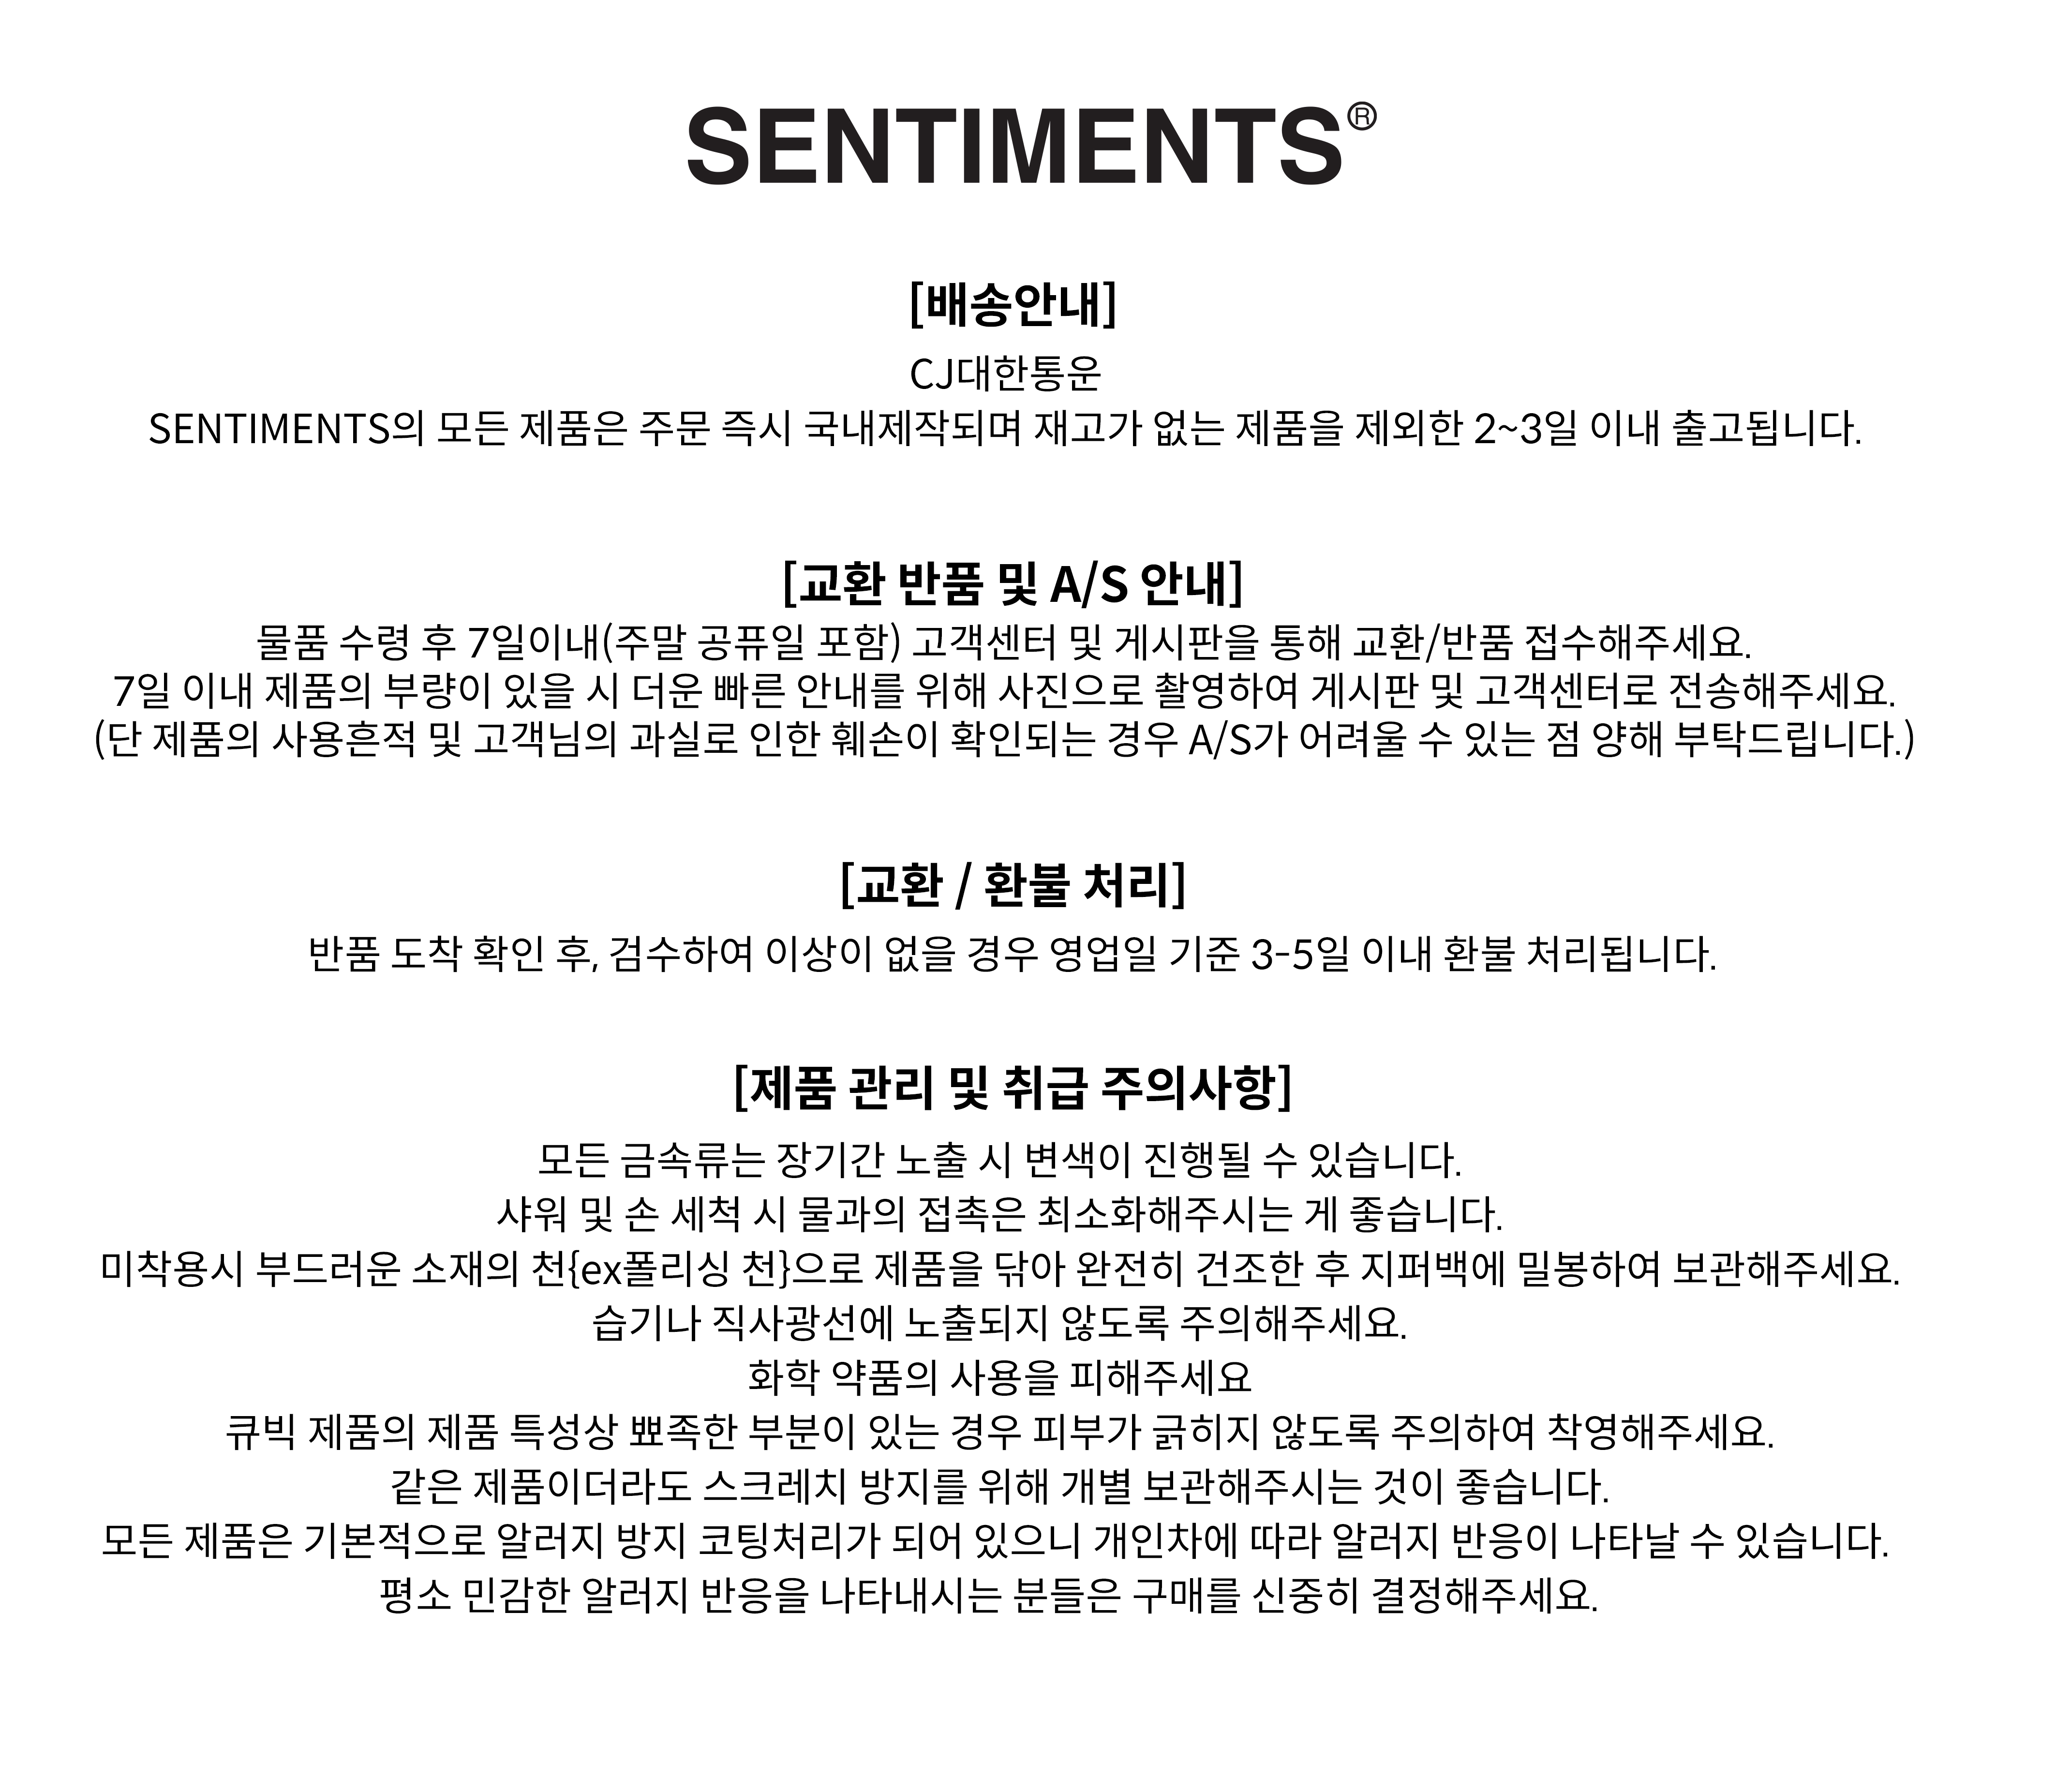 SENTIMENTS®
[배송안내]
CJ대한통운
SENTIMENTS의 모든 제품은 주문 즉시 국내제작되며 재고가 없는 제품을 제외한 2~3일 이내 출고됩니다.
[교환 반품 및 A/S 안내]
물품 수령 후 7일이내(주말 공퓨일 포함) 고객센터 및 게시판을 통해 교환/반품 접수해주세요.
7일 이내 제품의 부량이 있을 시 더운 빠른 안내를 위해 사진으로 촬영하여 게시판 및 고객센터로 전송해주세요.
(단 제품의 사용흔적 및 고객님의 과실로 인한 훼손이 확인되는 경우 A/S가 어려울 수 있는 점 양해 부탁드립니다.)
[교환 / 환불 처리]
반품 도착 확인 후, 검수하여 이상이 없을 경우 영업일 기준 3-5일 이내 환불 처리됩니다.
[제품 관리 및 취급 주의사항]
모든 금속류는 장기간 노출 시 변색이 진행될 수 있습니다.
샤워 및 손 세척 시 물과의 접촉은 최소화해주시는 게 좋습니다.
미착용시 부드러운 소재의 천{ex폴리싱 천}으로 제품을 닦아 완전히 건조한 후 지퍼백에 밀봉하여 보관해주세요.
습기나 직사광선에 노출되지 않도록 주의해주세요.
화학 약품의 사용을 피해주세요
큐빅 제품의 제품 특성상 뾰족한 부분이 있는 경우 피부가 긁히지 않도록 주의하여 착영해주세요.
같은 제품이더라도 스크레치 방지를 위해 개별 보관해주시는 것이 좋습니다.
모든 제품은 기본적으로 알러지 방지 코팅처리가 되어 있으니 개인차에 따라 알러지 반응이 나타날 수 있습니다.
평소 민감한 알러지 반응을 나타내시는 분들은 구매를 신중히 결정해주세요.